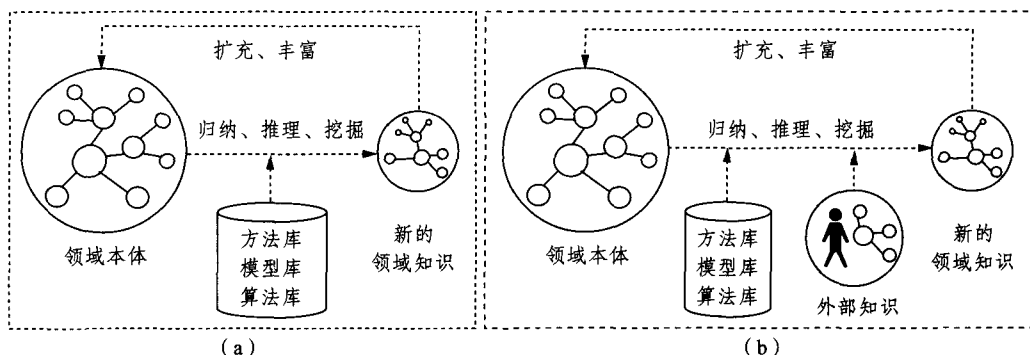 扩充、丰富
归纳、推理、挖掘
领域本体
方法库
模型库
算法库
新的
领域知识
(a)
扩充、丰富
归纳、推理、挖掘
领域本体
方法库
模型库
算法库
外部知识
新的
领域知识
(b)